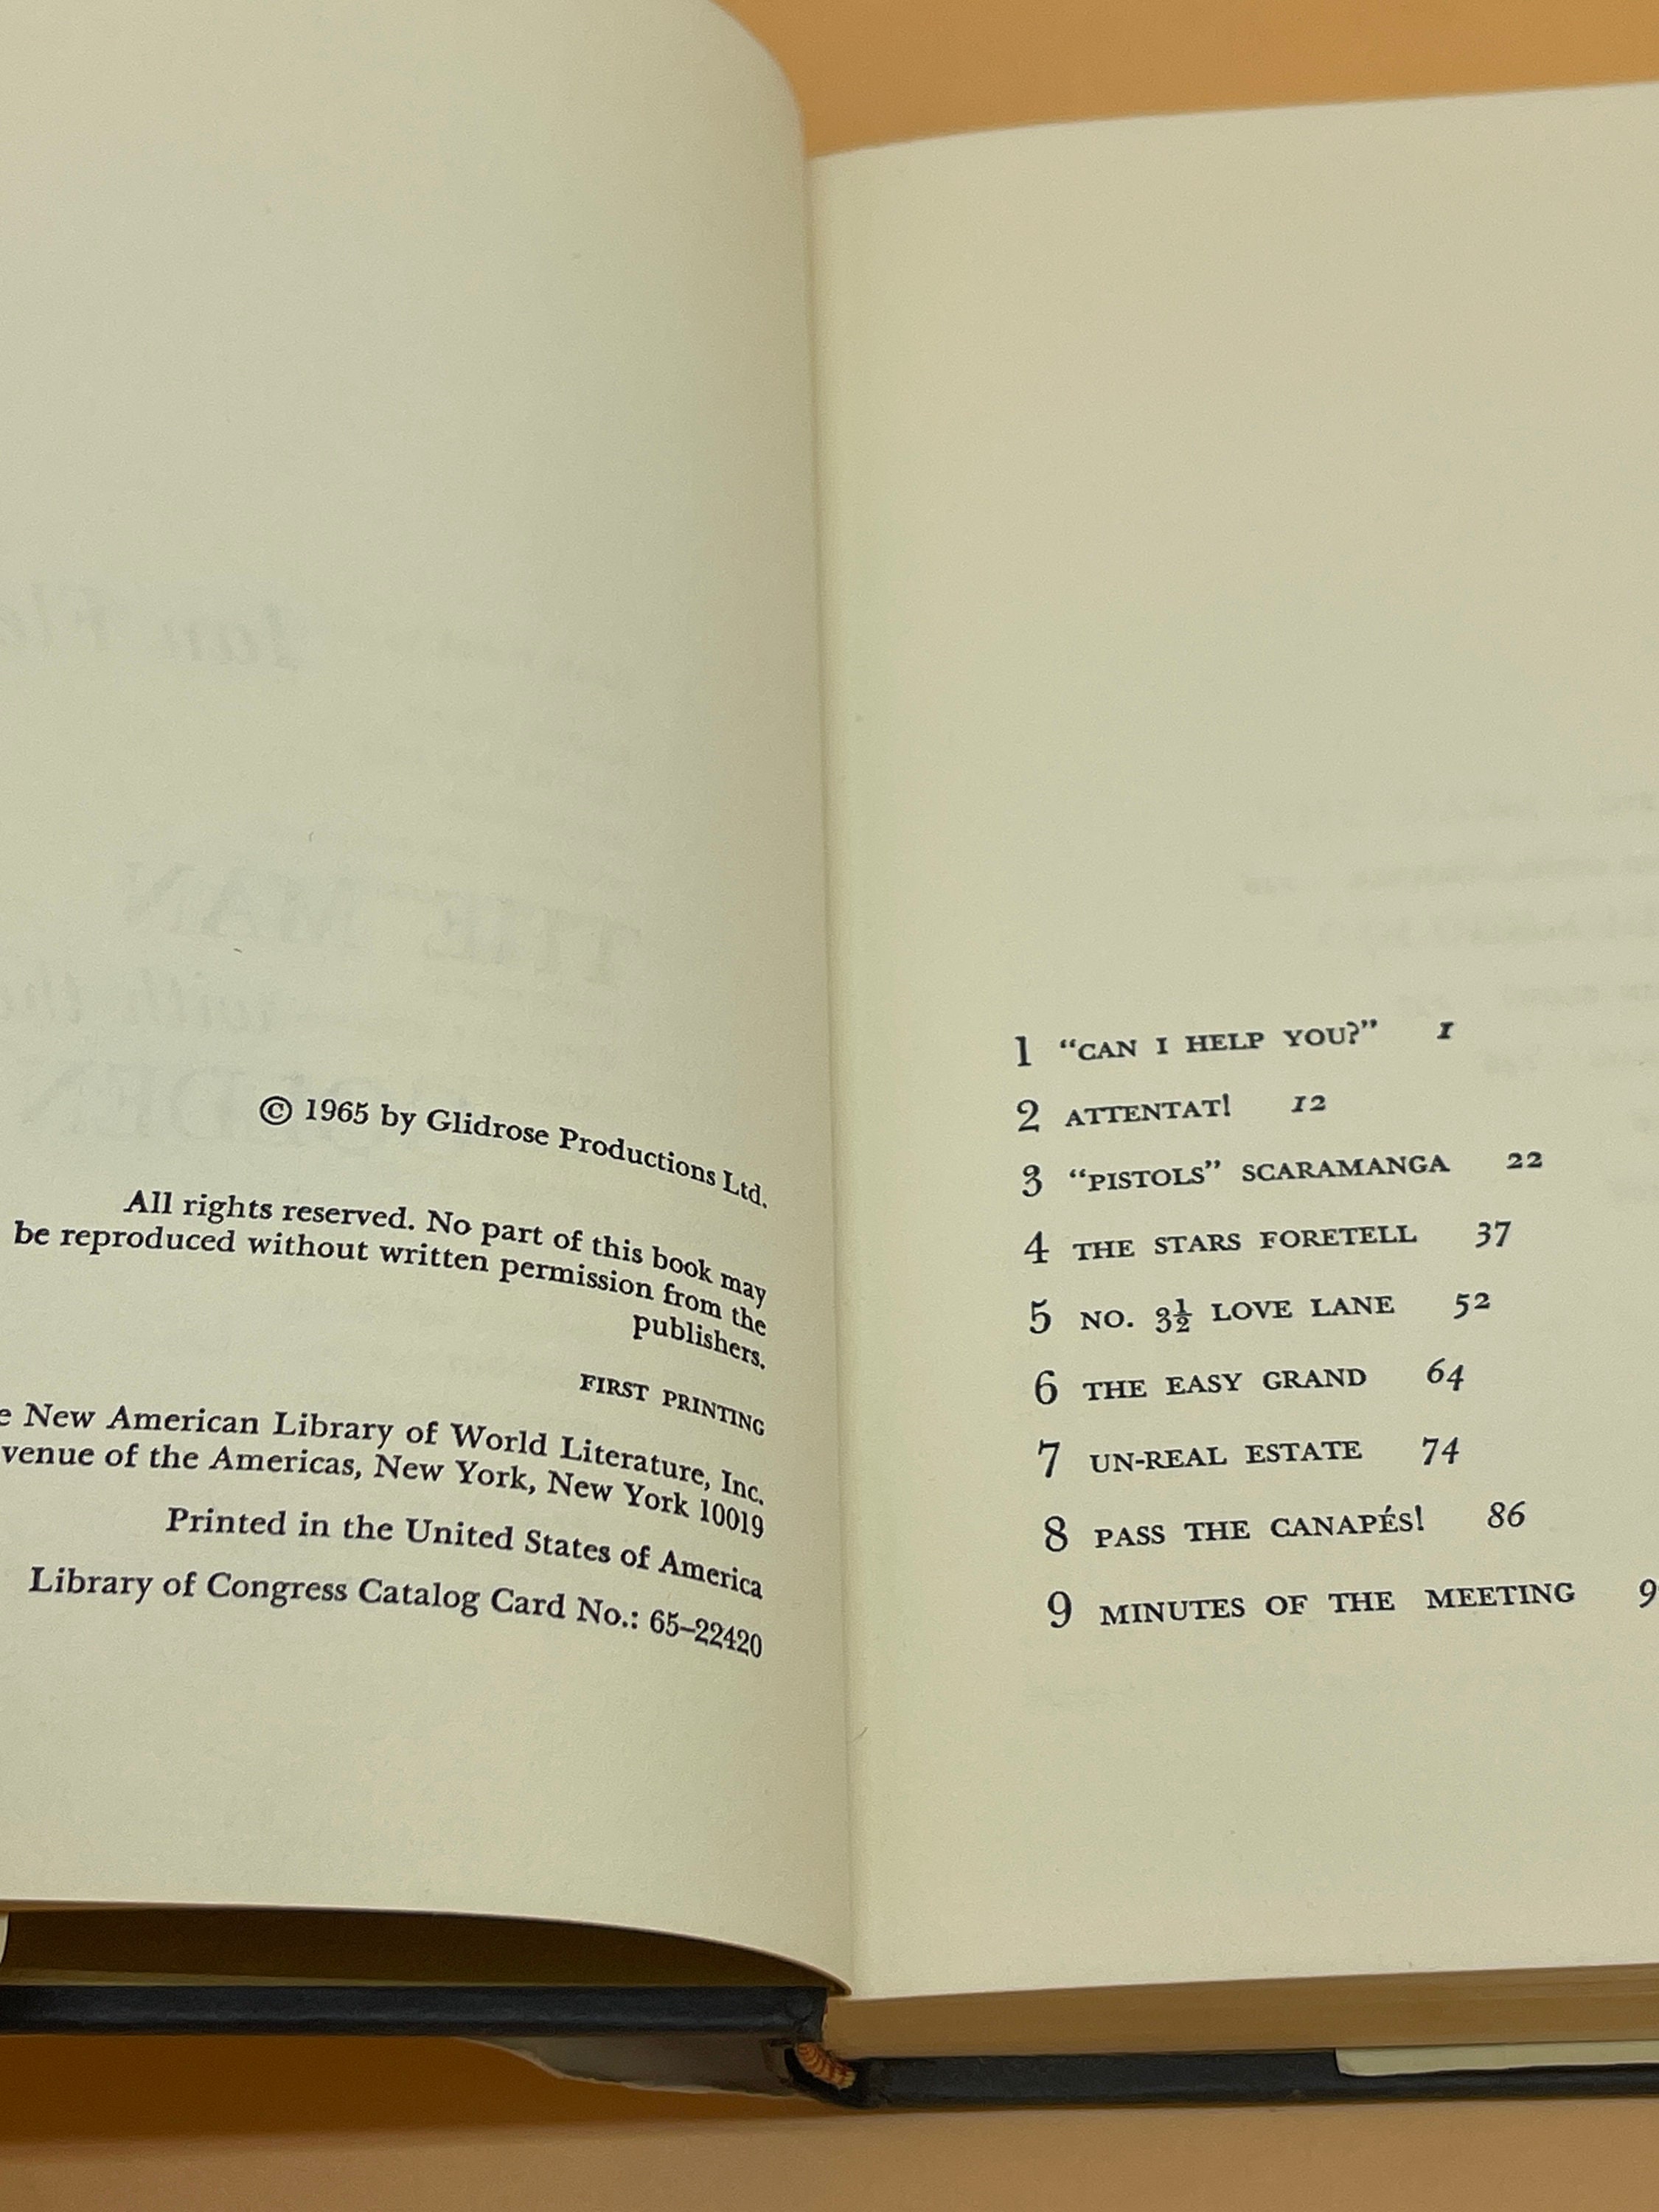 © 1965 by Glidrose Productions Ltd.
All rights reserved. No part of this book may
be reproduced without written permission from the
publishers.
FIRST PRINTING
New American Library of World Literature, Inc.
of the Americas, New York, New York 10019
Printed in the United States of America
Library of Congress Catalog Card No.: 65–22420
1 “CAN I HELP YOU?” 1
2 ATTENTAT! 12
3 “PISTOLS” SCARAMANGA 22
4 THE STARS FORETELL 37
5 NO. 3½ LOVE LANE 52
6 THE EASY GRAND 64
7 UN-REAL ESTATE 74
8 PASS THE CANAPÉS! 86
9 MINUTES OF THE MEETING